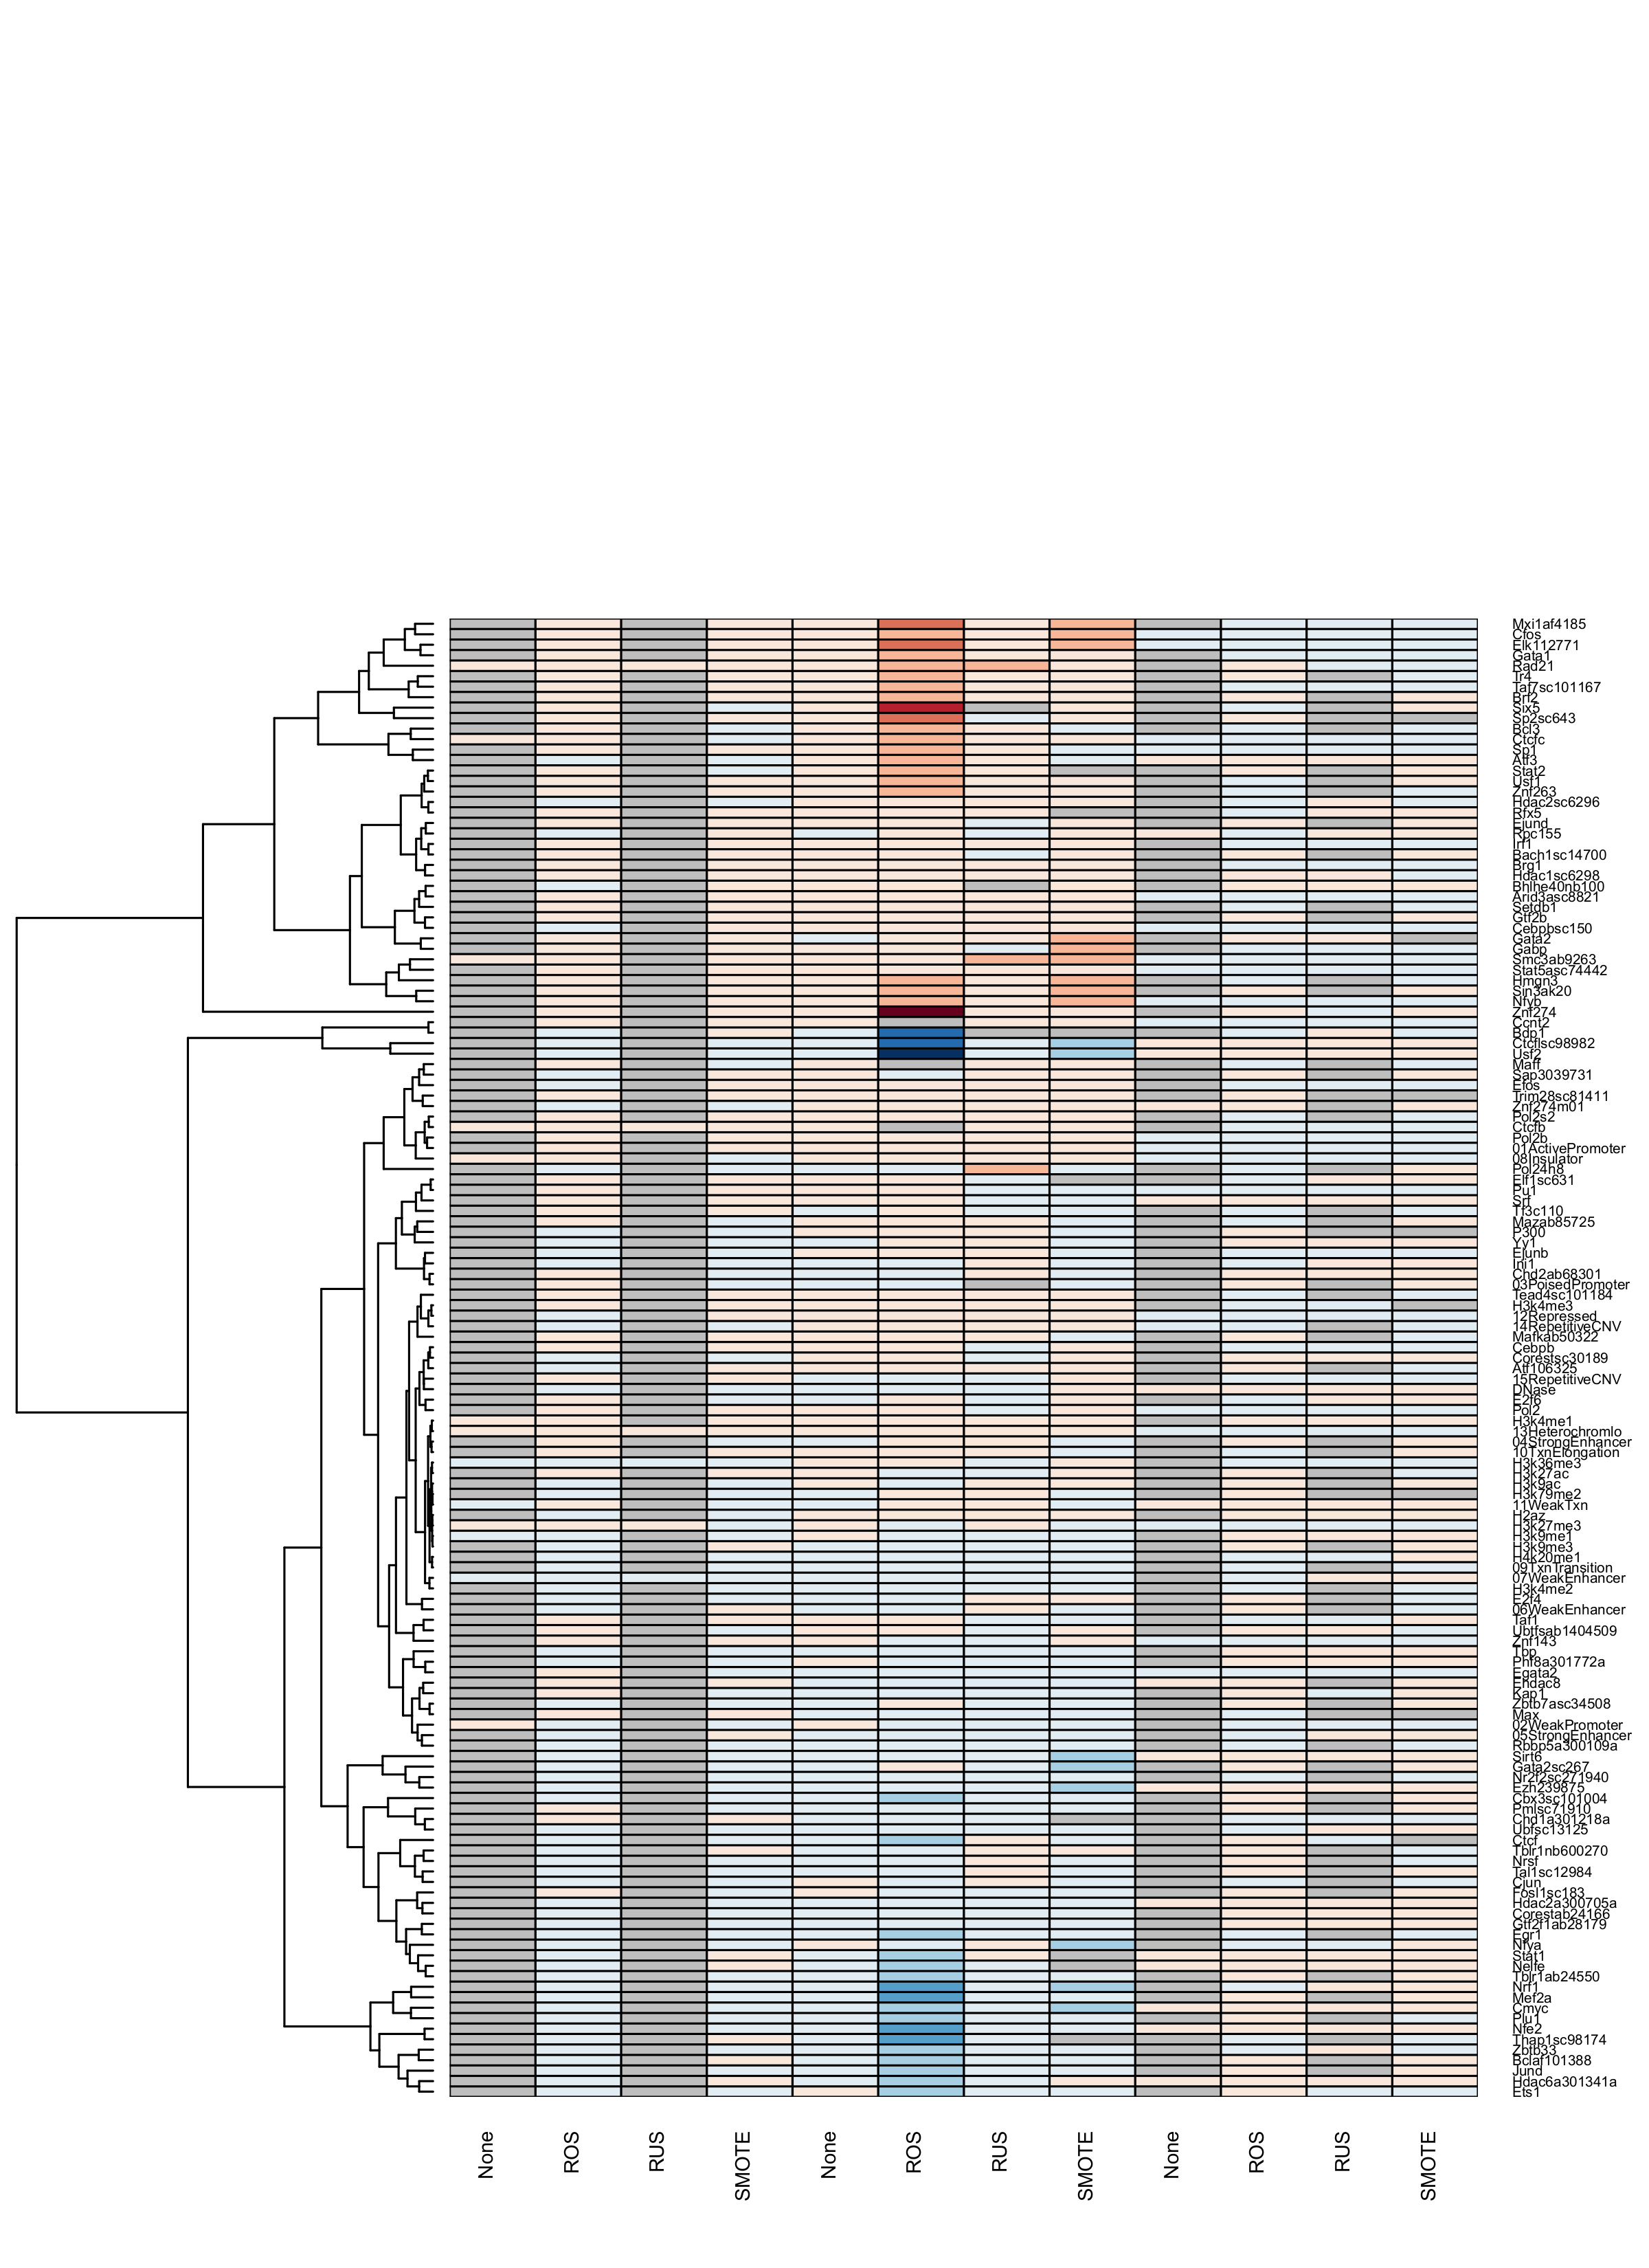 Mxi1af4185
Cfos
Elk112771
Gata1
Rad21
Tr4
Taf7sc101167
Brf2
Six5
Sp2sc643
Bcl3
Ctcfc
Sp1
Atf3
Stat2
Usf1
Znf263
Hdac2sc6296
Rfx5
Ejund
Rpc155
Irf1
Bach1sc14700
Brg1
Hdac1sc6298
Bhlhe40nb100
Arid3asc8821
Setdb1
Gtf2b
Cebpbsc150
Gata2
Gabp
Smc3ab9263
Stat5asc74442
Hmgn3
Sin3ak20
Nfyb
Znf274
Ccnt2
Bdp1
Ctcflsc98982
Usf2
Maff
Sap3039731
Efos
Trim28sc81411
Znf274m01
Pol2s2
Ctcfb
Pol2b
01ActivePromoter
08Insulator
Pol24h8
Elf1sc631
Pu1
Srf
Tf3c110
Mazab85725
P300
Yy1
Ejunb
Ini1
Chd2ab68301
03PoisedPromoter
Tead4sc101184
H3k4me3
12Repressed
14RepetitiveCNV
Mafkab50322
Cebpb
Corestsc30189
Atf106325
15RepetitiveCNV
DNase
E2f6
Pol2
H3k4me1
13Heterochromlo
04StrongEnhancer
10TxnElongation
H3k36me3
H3k27ac
H3k9ac
H3k79me2
11WeakTxn
H2az
H3k27me3
H3k9me1
H3k9me3
H4k20me1
09TxnTransition
07WeakEnhancer
H3k4me2
E2f4
06WeakEnhancer
Taf1
Ubtfsab1404509
Znf143
Tbp
Phf8a301772a
Egata2
Ehdac8
Kap1
Zbtb7asc34508
Max
02WeakPromoter
05StrongEnhancer
Rbbp5a300109a
Sirt6
Gata2sc267
Nr2f2sc271940
Ezh239875
Cbx3sc101004
Pmlsc71910
Chd1a301218a
Ubfsc13125
Ctcf
Tblr1nb600270
Nrsf
Tal1sc12984
Cjun
Fosl1sc183
Hdac2a300705a
Corestab24166
Gtf2f1ab28179
Egr1
Nfya
Stat1
Nelfe
Tblr1ab24550
Nrf1
Mef2a
Cmyc
Plu1
Nfe2
Thap1sc98174
Zbtb33
Bclaf101388
Jund
Hdac6a301341a
Ets1
None
ROS
RUS
SMOTE
None
ROS
RUS
SMOTE
None
ROS
RUS
SMOTE